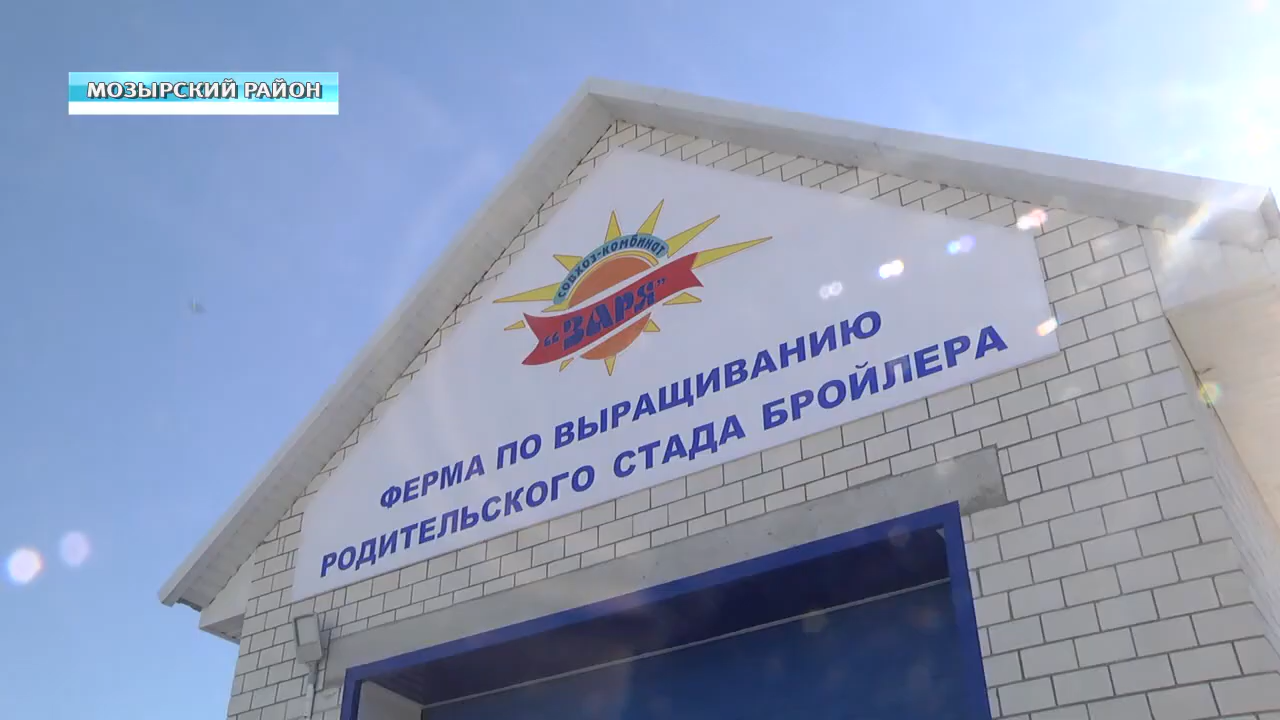 МОЗЫРСКИЙ РАЙОН
СОВХОЗ-КОМБИНАТ
"ЗАРЯ"
ФЕРМА ПО ВЫРАЩИВАНИЮ
РОДИТЕЛЬСКОГО СТАДА БРОЙЛЕРА